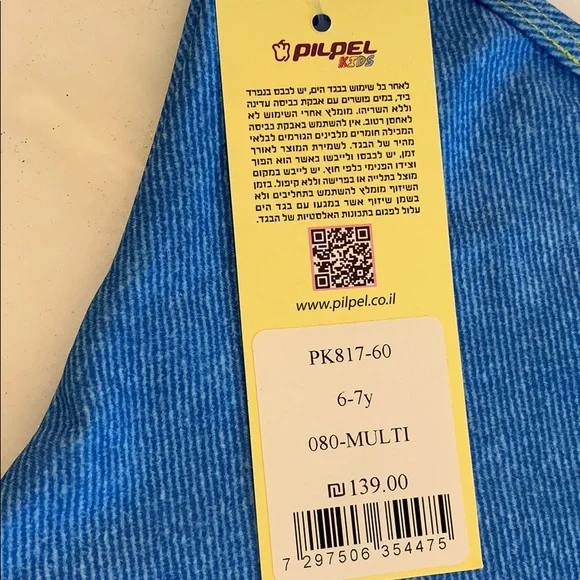 PILPEL
KIDS
לאחר כל שימוש בבגד הים, יש לכבס בנפרד
ביד, במים פושרים עם אבקת כביסה עדינה
וללא השריה. מומלץ אחרי השימוש לא
לאחסן רטוב. אין להשתמש באבקת כביסה
המכילה חומרים מלבינים הגורמים לבלאי
מהיר של הבגד. לשמירת המוצר לאורך
זמן, יש לכבסו ולייבשו כאשר הוא הפוך
וצידו הפנימי כלפי חוץ. יש לייבש במקום
מוצל בתלייה או בפרישה וללא קיפול. בזמן
השיזוף מומלץ להשתמש בתחליבים ולא
בשמן שיזוף אשר במגעו עם בגד הים
עלול לפגום בתכונות האלסטיות של הבגד.
www.pilpel.co.il
PK817-60
6-7y
080-MULTI
₪ 139.00
7 297506 354475